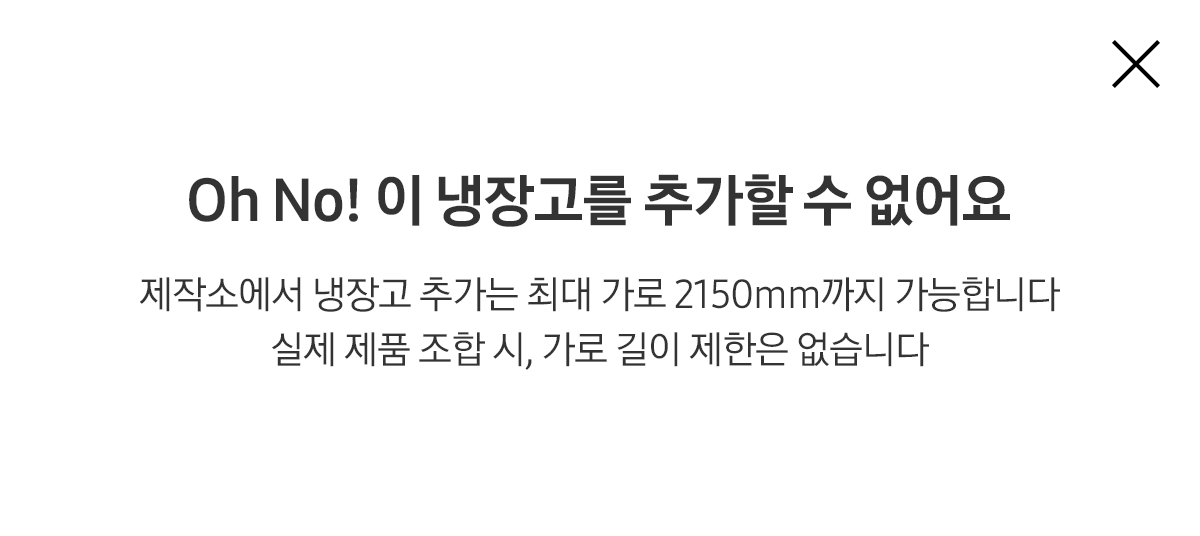 Oh No! 이 냉장고를 추가할 수 없어요
제작소에서 냉장고 추가는 최대 가로 2150mm까지 가능합니다
실제 제품 조합 시, 가로 길이 제한은 없습니다